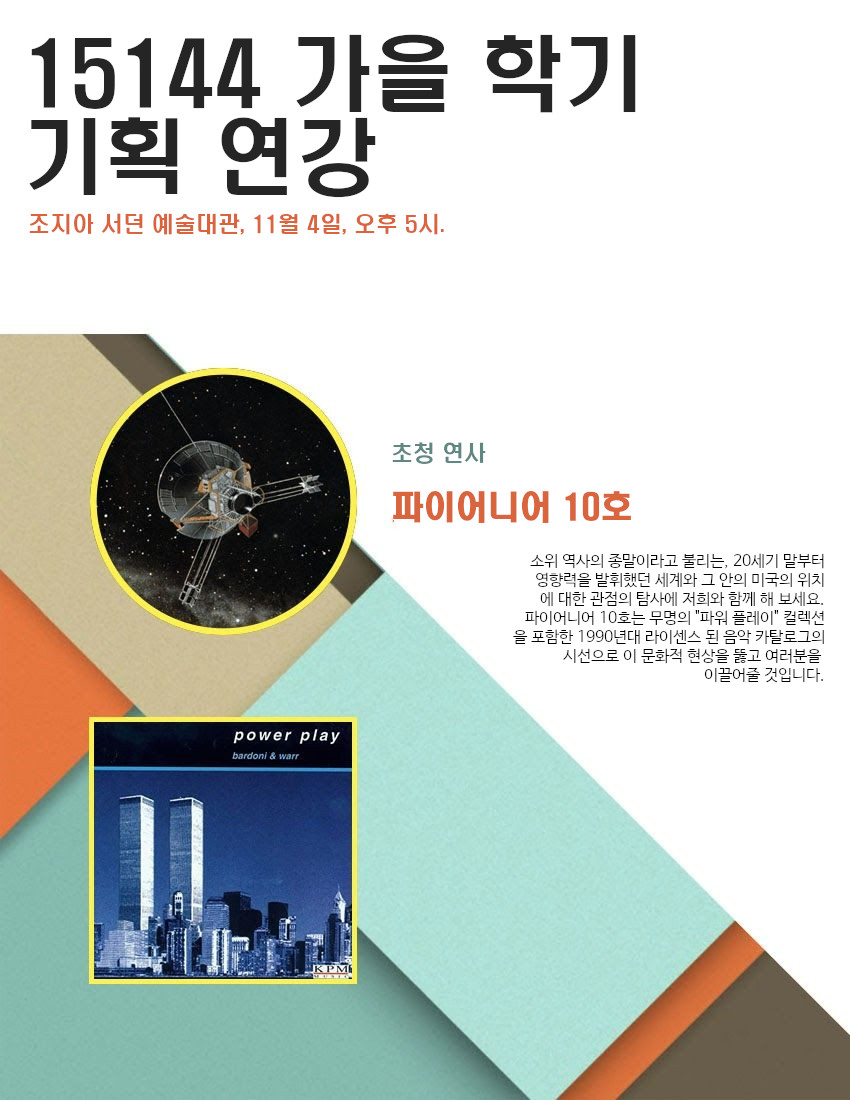 15144 가을 학기
기획 연강
조지아 서던 예술대관, 11월 4일, 오후 5시.
초청 연사
파이어니어 10호
소위 역사의 종말이라고 불리는, 20세기 말부터
영향력을 발휘했던 세계와 그 안의 미국의 위치
에 대한 관점의 탐사에 저희와 함께 해 보세요.
파이어니어 10호는 무명의 "파워 플레이" 컬렉션
을 포함한 1990년대 라이센스 된 음악 카탈로그의
시선으로 이 문화적 현상을 뚫고 여러분을
이끌어줄 것입니다.
power play
bardoni & warr
KPM
MUSIC